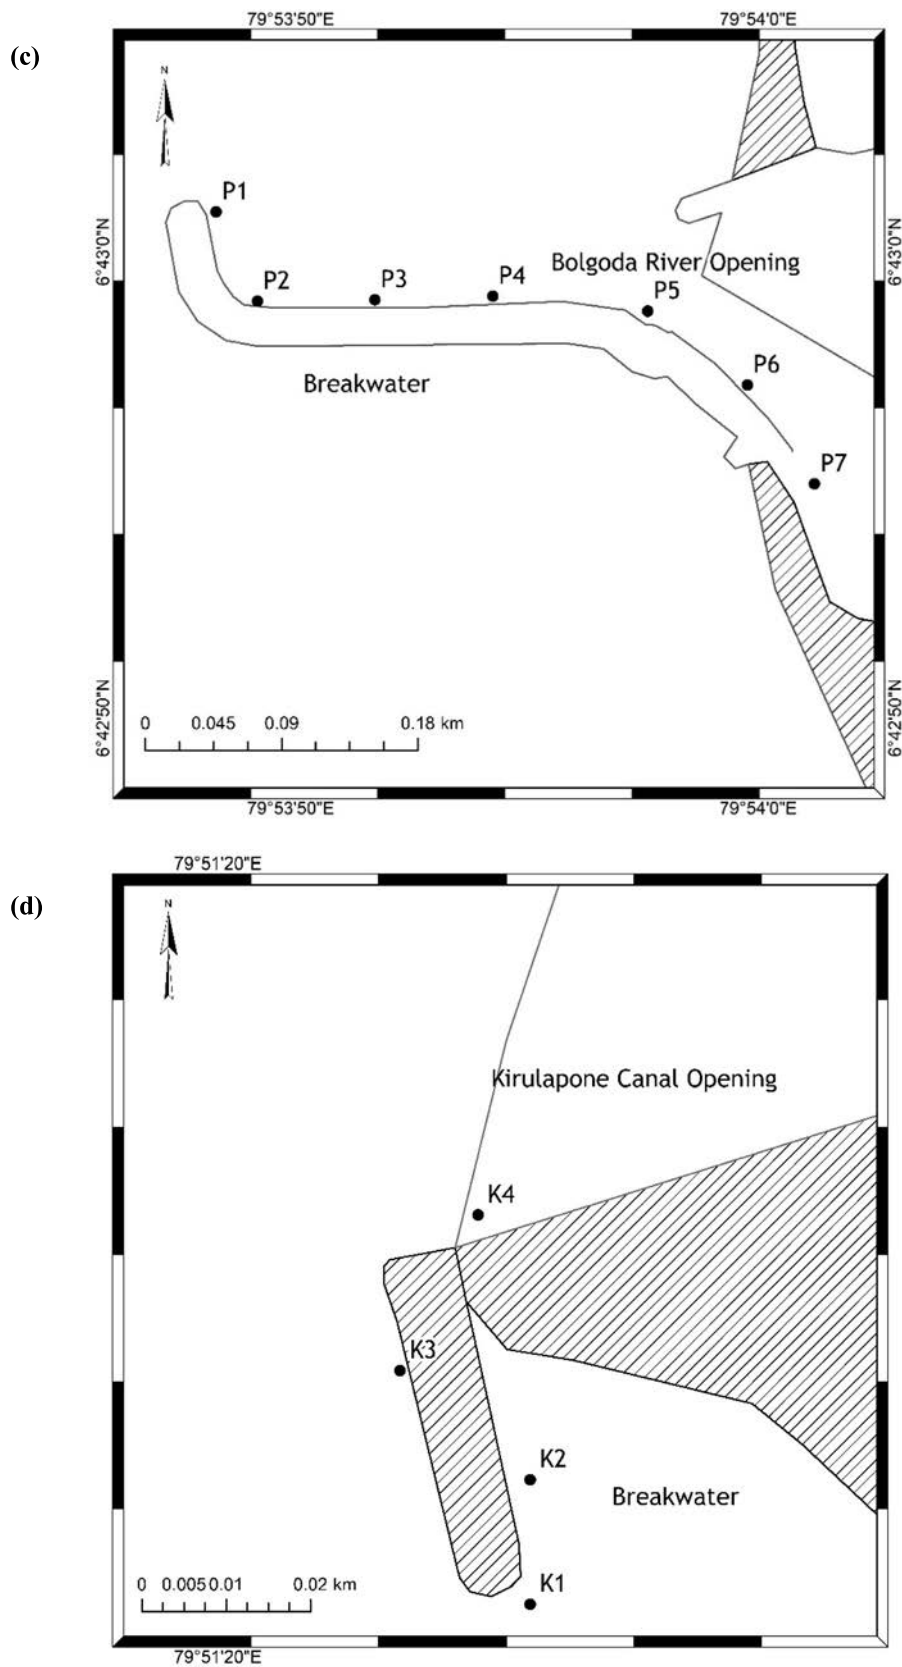 (c)
79°53'50"E 79°54'0"E
N
P1
6°43'0"N
6°43'0"N
Bolgoda River Opening
P2
P3
P4
P5
P6
Breakwater
P7
6°42'50"N
6°42'50"N
0 0.045 0.09 0.18 km
79°53'50"E 79°54'0"E
79°51'20"E
(d)
N
Kirulapone Canal Opening
K4
K3
K2
Breakwater
K1
0 0.005 0.01 0.02 km
79°51'20"E